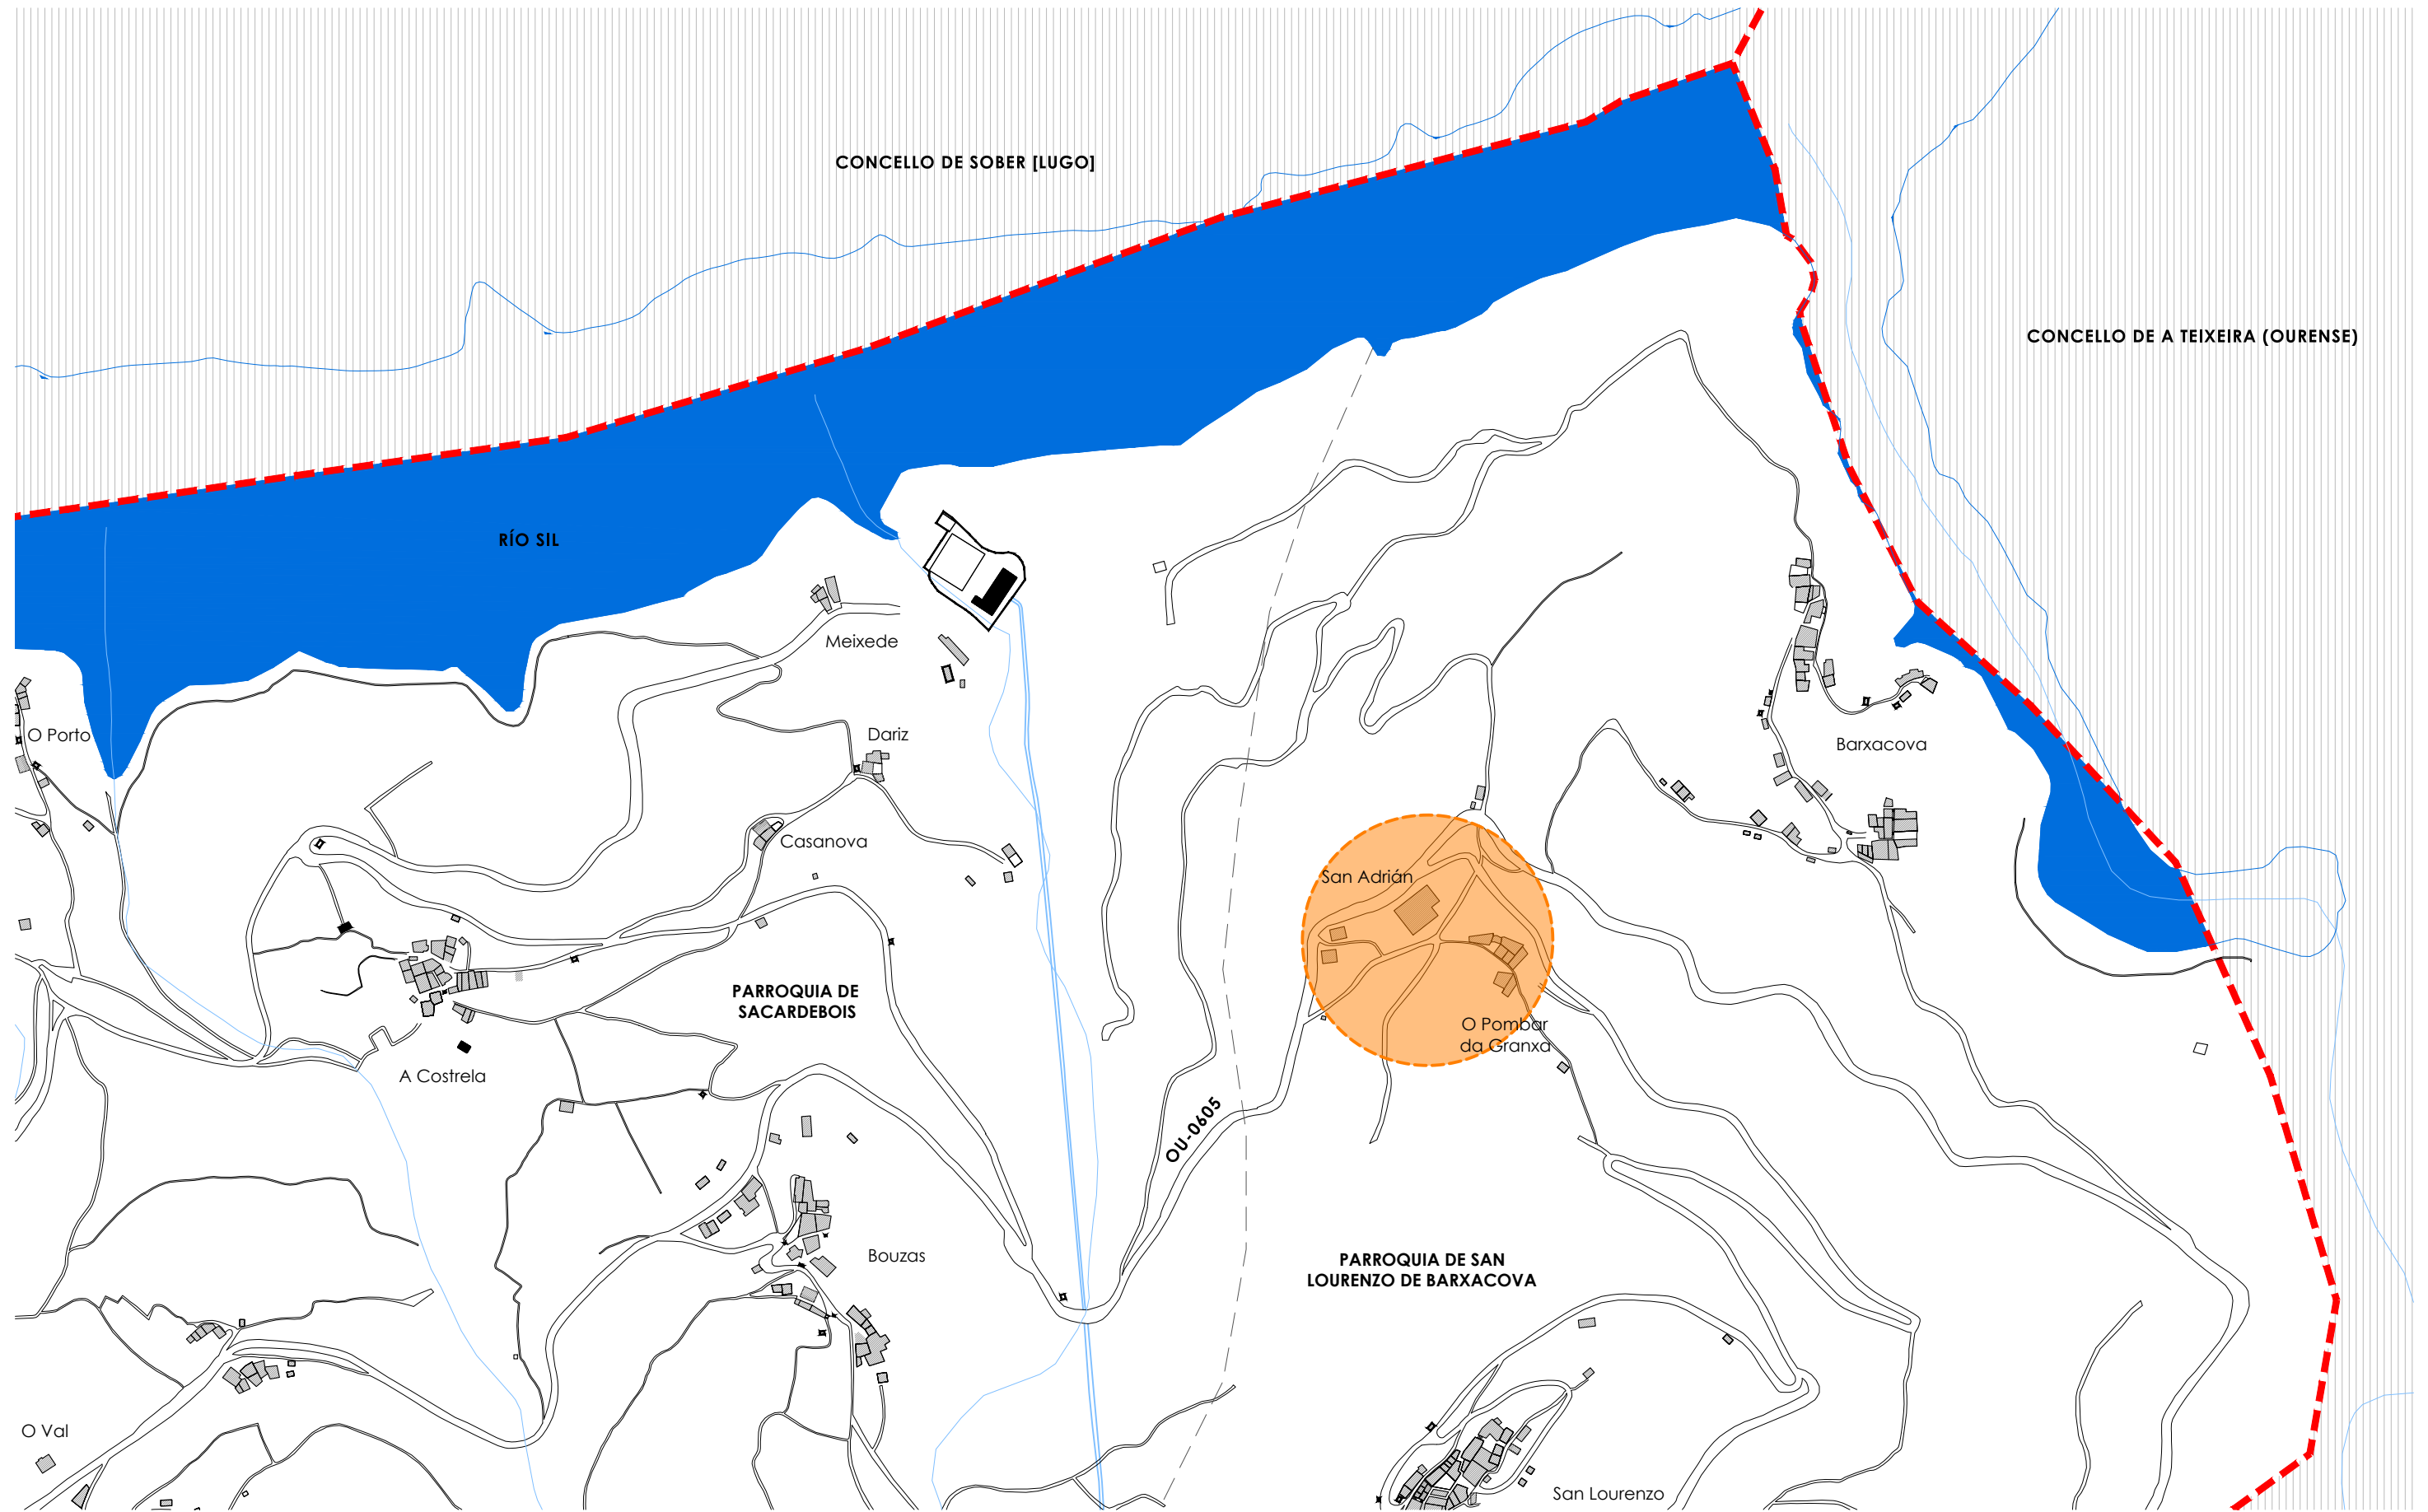 CONCELLO DE SOBER [LUGO]
CONCELLO DE A TEIXEIRA (OURENSE)
RÍO SIL
Meixede
O Porto
Dariz
Barxacova
Casanova
San Adrián
PARROQUIA DE
SACARDEBOIS
O Pombar
da Granxa
A Costrela
OU-0605
Bouzas
PARROQUIA DE SAN
LOURENZO DE BARXACOVA
O Val
San Lourenzo